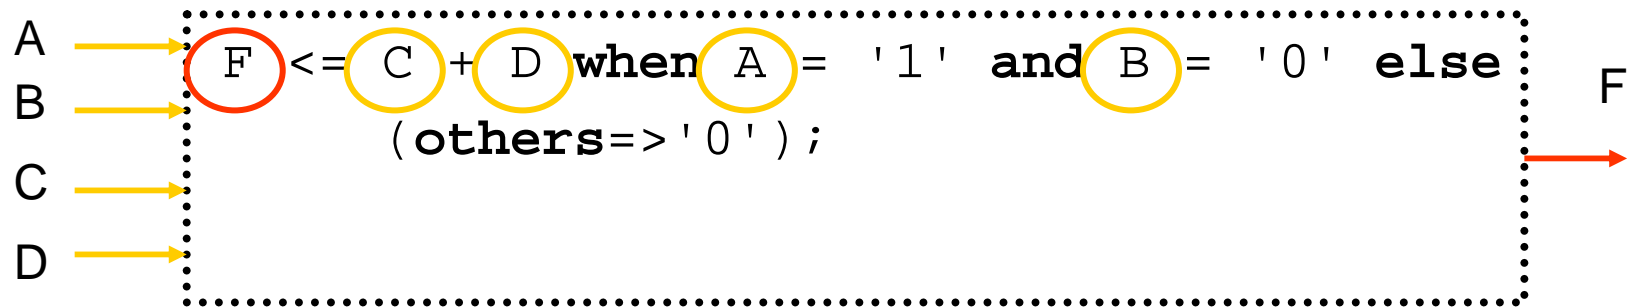 A
B
C
D
F <= C + D when A = '1' and B = '0' else
(others=>'0');
F